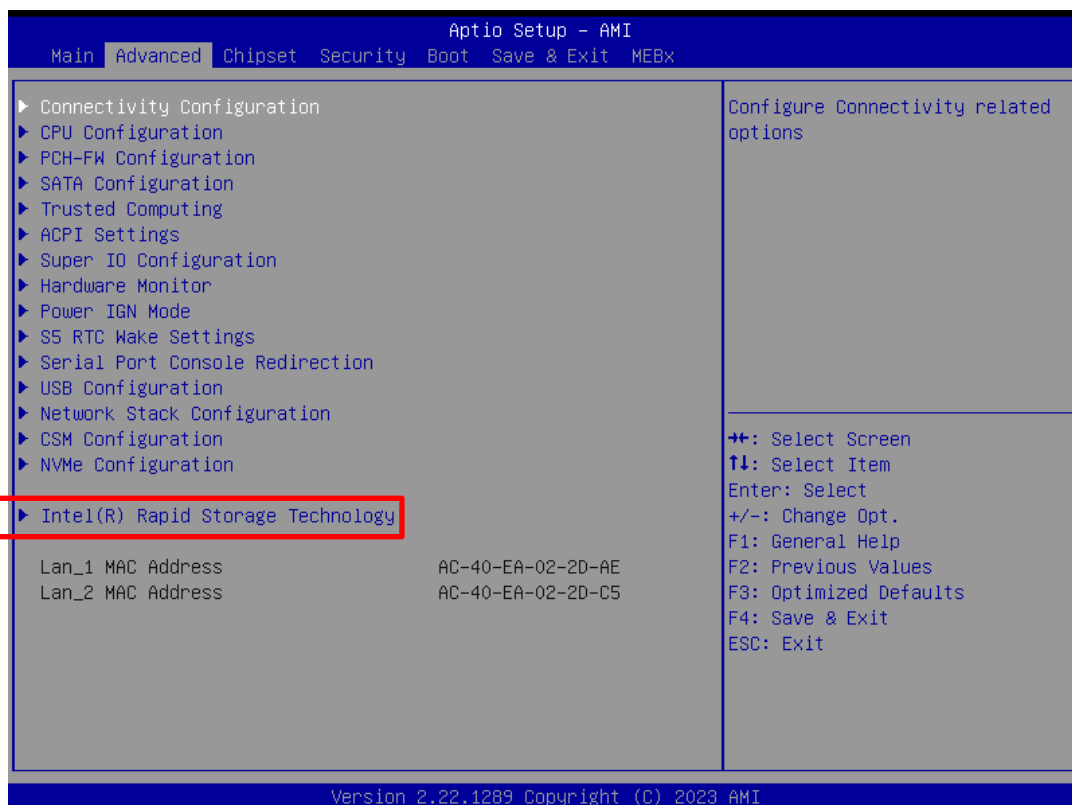 Aptio Setup – AMI
Main Advanced Chipset Security Boot Save & Exit MEBx
▶ Connectivity Configuration
▶ CPU Configuration
▶ PCH-FW Configuration
▶ SATA Configuration
▶ Trusted Computing
▶ ACPI Settings
▶ Super IO Configuration
▶ Hardware Monitor
▶ Power IGN Mode
▶ S5 RTC Wake Settings
▶ Serial Port Console Redirection
▶ USB Configuration
▶ Network Stack Configuration
▶ CSM Configuration
▶ NVMe Configuration
▶ Intel(R) Rapid Storage Technology
Lan_1 MAC Address AC-40-EA-02-2D-AE
Lan_2 MAC Address AC-40-EA-02-2D-C5
Configure Connectivity related
options
→←: Select Screen
↑↓: Select Item
Enter: Select
+/-: Change Opt.
F1: General Help
F2: Previous Values
F3: Optimized Defaults
F4: Save & Exit
ESC: Exit
Version 2.22.1289 Copyright (C) 2023 AMI